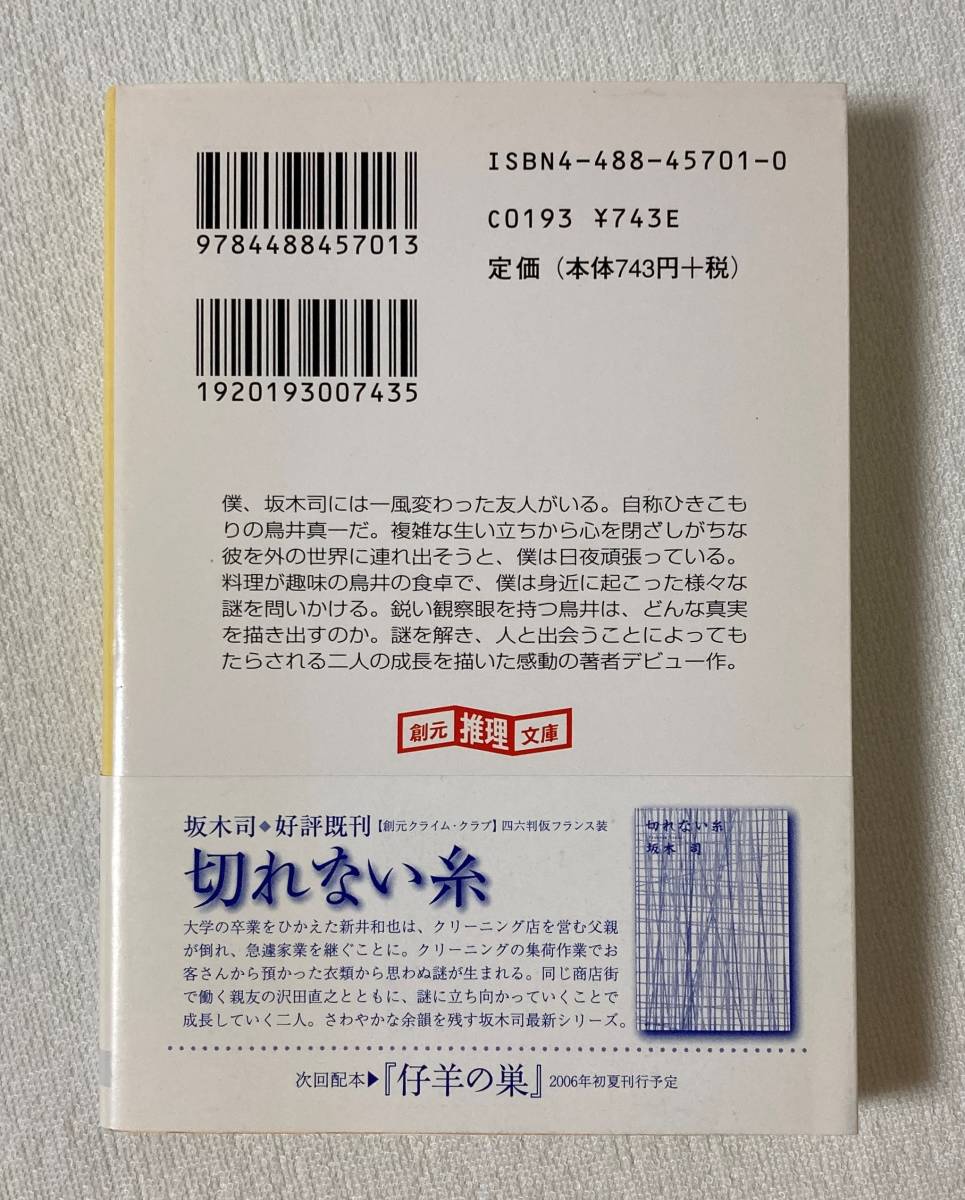 9784488457013
ISBN4-488-45701-0
C0193 ¥743E
定価（本体743円＋税）
1920193007435
僕、坂木司には一風変わった友人がいる。自称ひきこも
りの鳥井真一だ。複雑な生い立ちから心を閉ざしがちな
彼を外の世界に連れ出そうと、僕は日夜頑張っている。
料理が趣味の鳥井の食卓で、僕は身近に起こった様々な
謎を問いかける。鋭い観察眼を持つ鳥井は、どんな真実
を描き出すのか。謎を解き、人と出会うことによっても
たらされる二人の成長を描いた感動の著者デビュー作。
創元推理文庫
坂木司◆好評既刊【創元クライム・クラブ】四六判仮フランス装
切れない糸
大学の卒業をひかえた新井和也は、クリーニング店を営む父親
が倒れ、急遽家業を継ぐことに。クリーニングの集荷作業でお
客さんから預かった衣類から思わぬ謎が生まれる。同じ商店街
で働く親友の沢田直之とともに、謎に立ち向かっていくことで
成長していく二人。さわやかな余韻を残す坂木司最新シリーズ。
切れない糸
坂木 司
次回配本▶『仔羊の巣』2006年初夏刊行予定